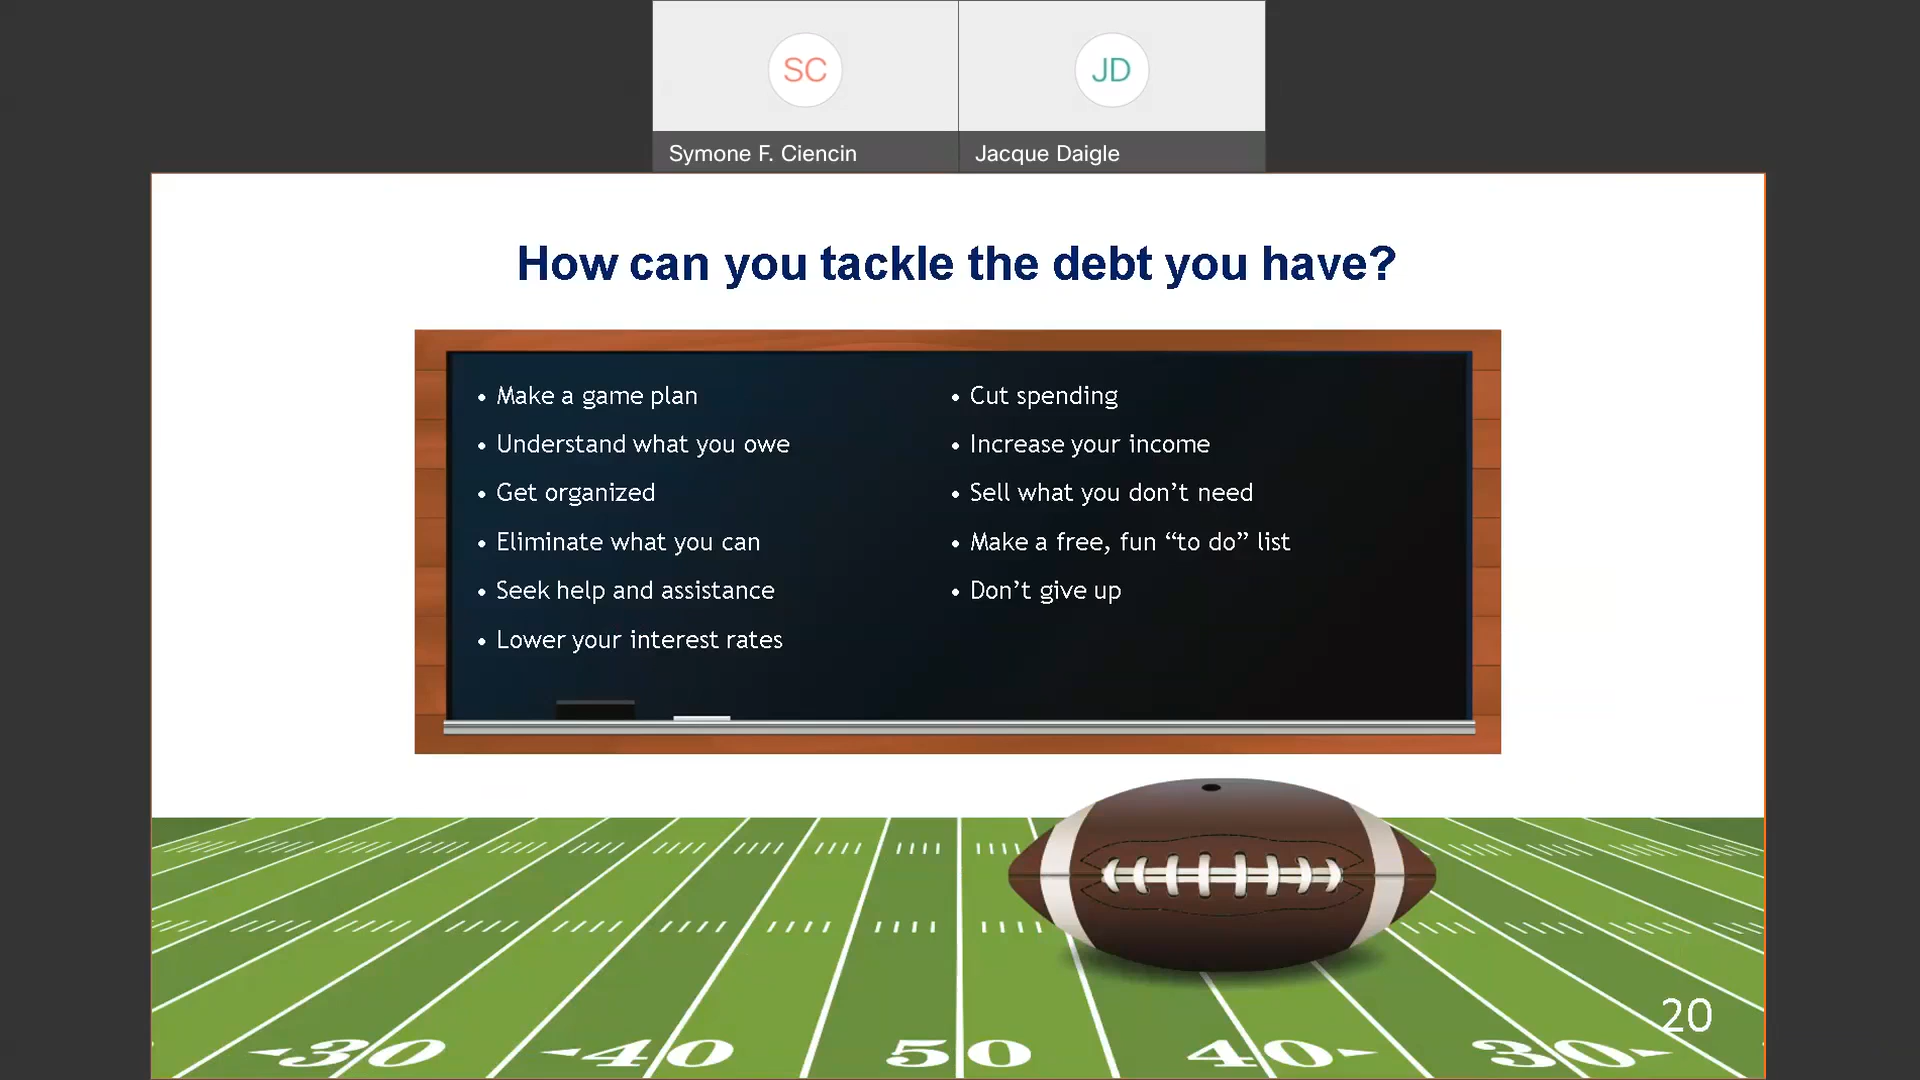 SC
JD
Symone F. Ciencin
Jacque Daigle
How can you tackle the debt you have?
• Make a game plan
• Understand what you owe
• Get organized
• Eliminate what you can
• Seek help and assistance
• Lower your interest rates
• Cut spending
• Increase your income
• Sell what you don’t need
• Make a free, fun “to do” list
• Don’t give up
20
30 40 50 40 30